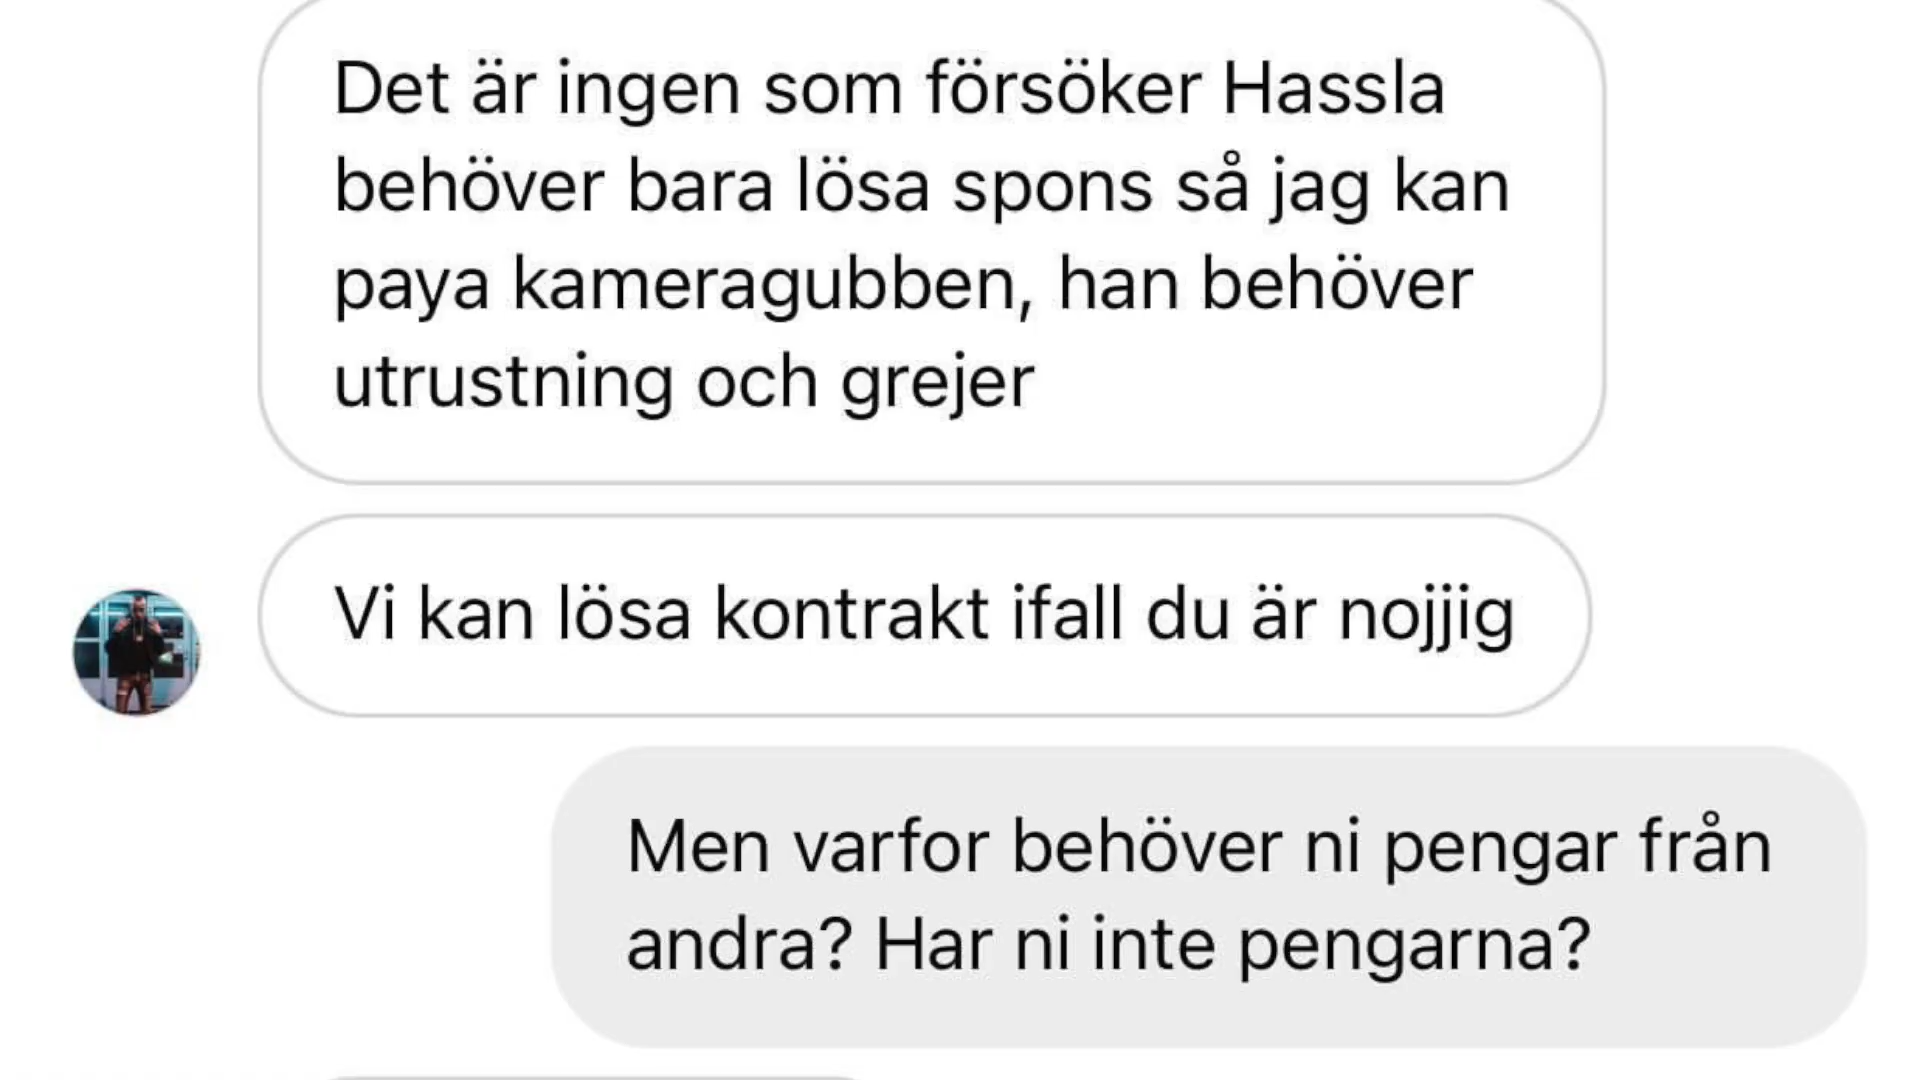 Det är ingen som försöker Hassla
behöver bara lösa spons så jag kan
paya kameragubben, han behöver
utrustning och grejer
Vi kan lösa kontrakt ifall du är nojjig
Men varfor behöver ni pengar från
andra? Har ni inte pengarna?